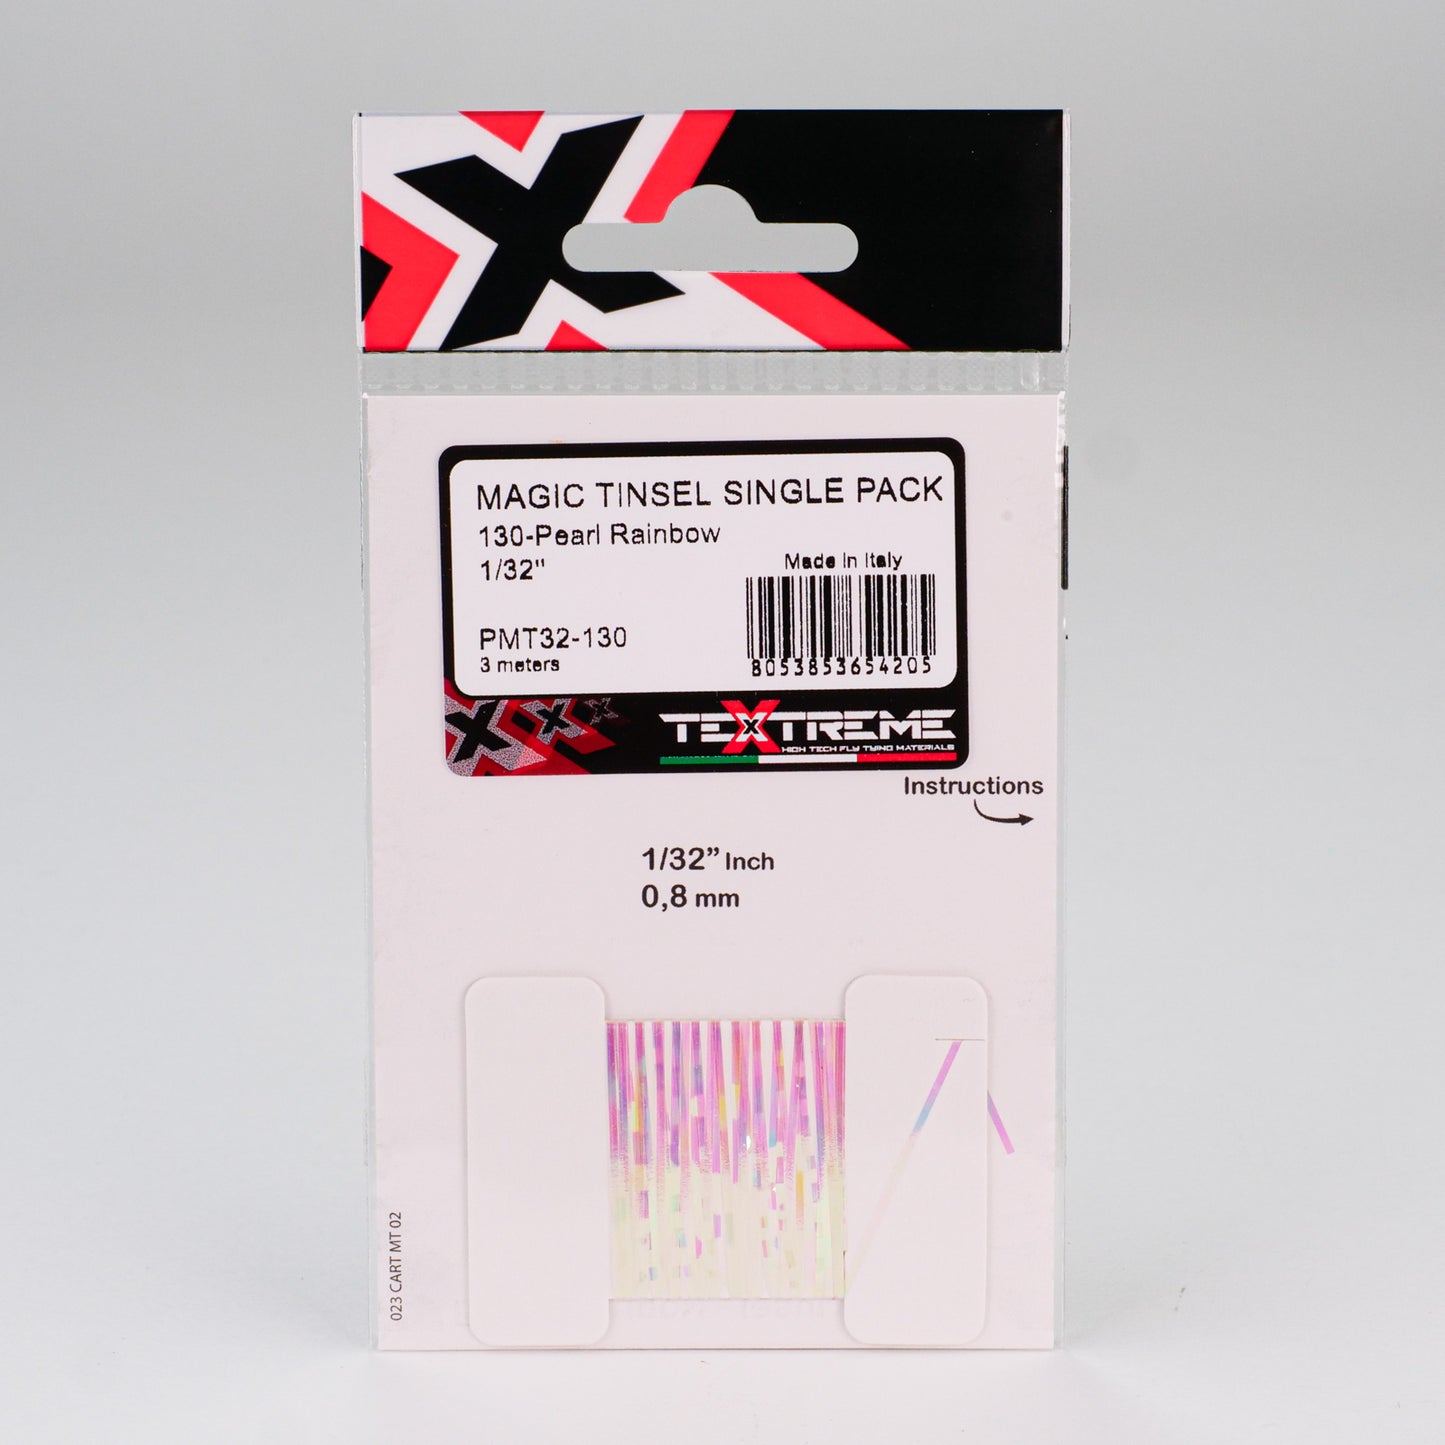 MAGIC TINSEL SINGLE PACK
130-Pearl Rainbow
1/32"
Made in Italy
PMT32-130
3 meters
8053853654205
TEXTREME
HIGH TECH FLY TYING MATERIALS
Instructions
1/32” Inch
0,8 mm
023 CART MT 02